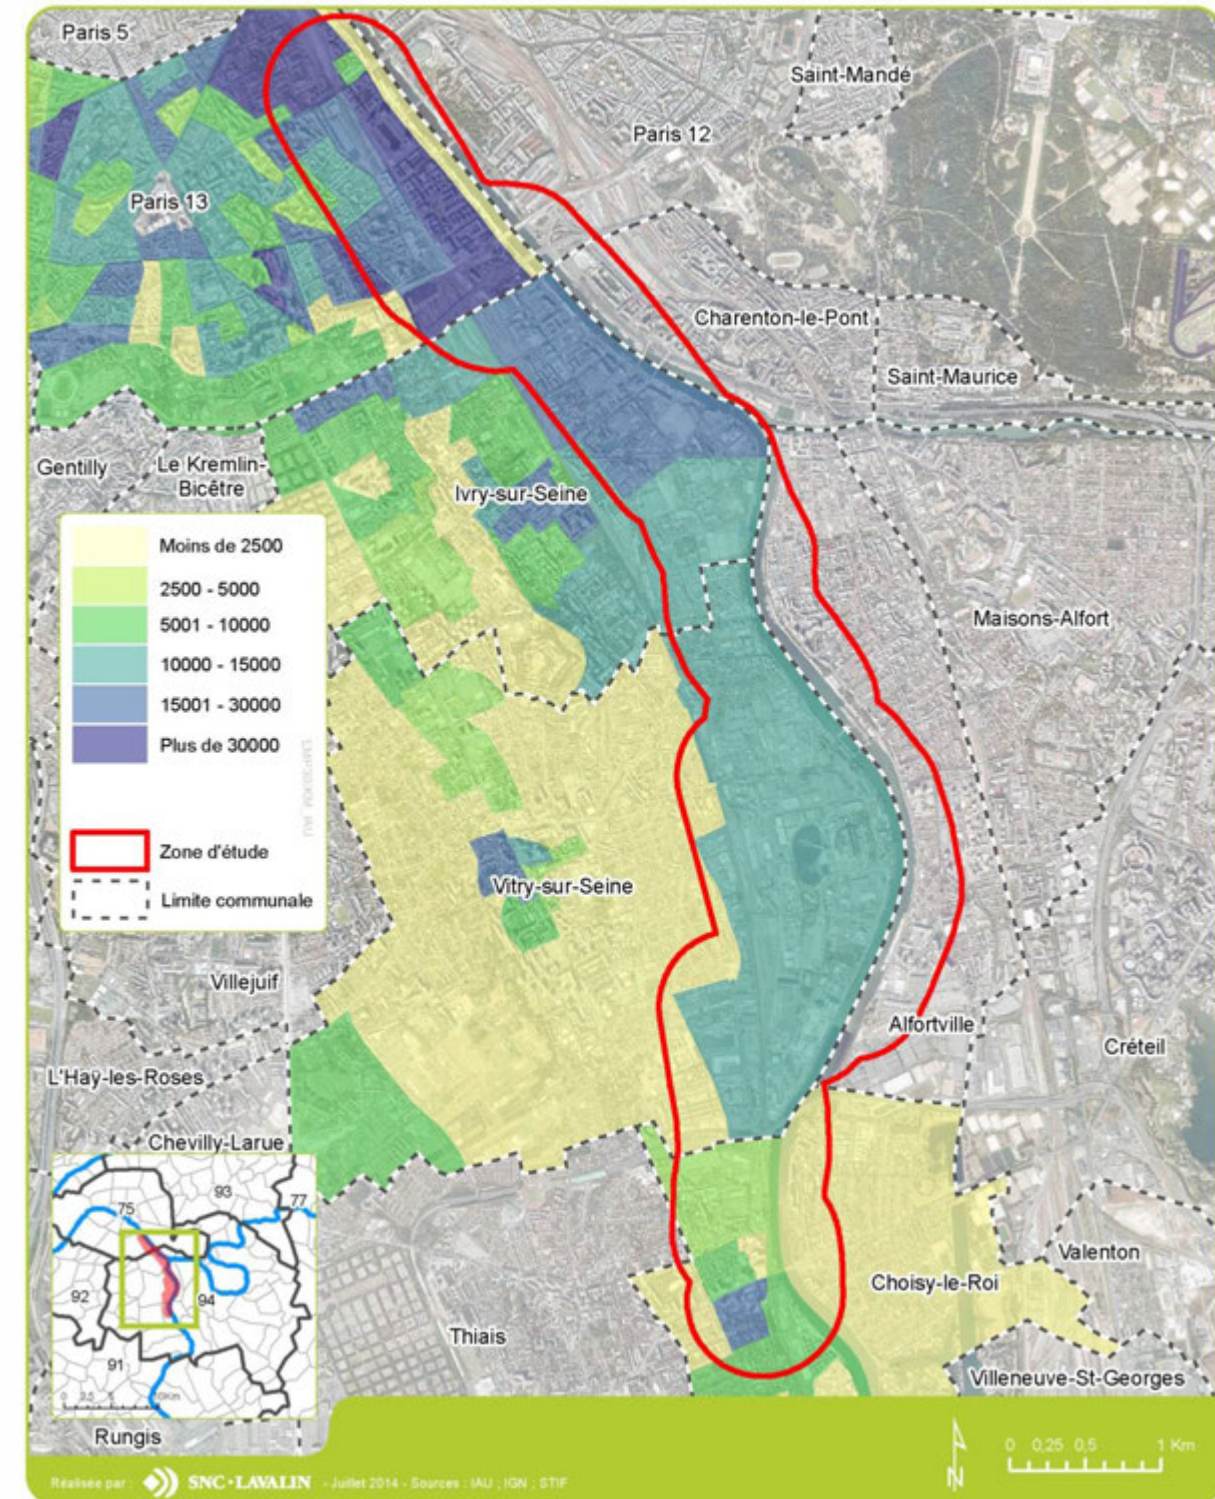 Paris 5
Saint-Mandé
Paris 12
Paris 13
Charenton-le-Pont
Saint-Maurice
Gentilly
Le Kremlin-
Bicêtre
Ivry-sur-Seine
Maisons-Alfort
Moins de 2500
2500 - 5000
5001 - 10000
10000 - 15000
15001 - 30000
Plus de 30000
Zone d'étude
Limite communale
Vitry-sur-Seine
Villejuif
Alfortville
Créteil
L'Haÿ-les-Roses
Chevilly-Larue
93
77
75
92
94
91
Valenton
Choisy-le-Roi
Thiais
Villeneuve-St-Georges
Rungis
N
0 0,25 0,5 1 Km
Réalisée par : SNC·LAVALIN - Juillet 2014 - Sources : IAU ; IGN ; STIF